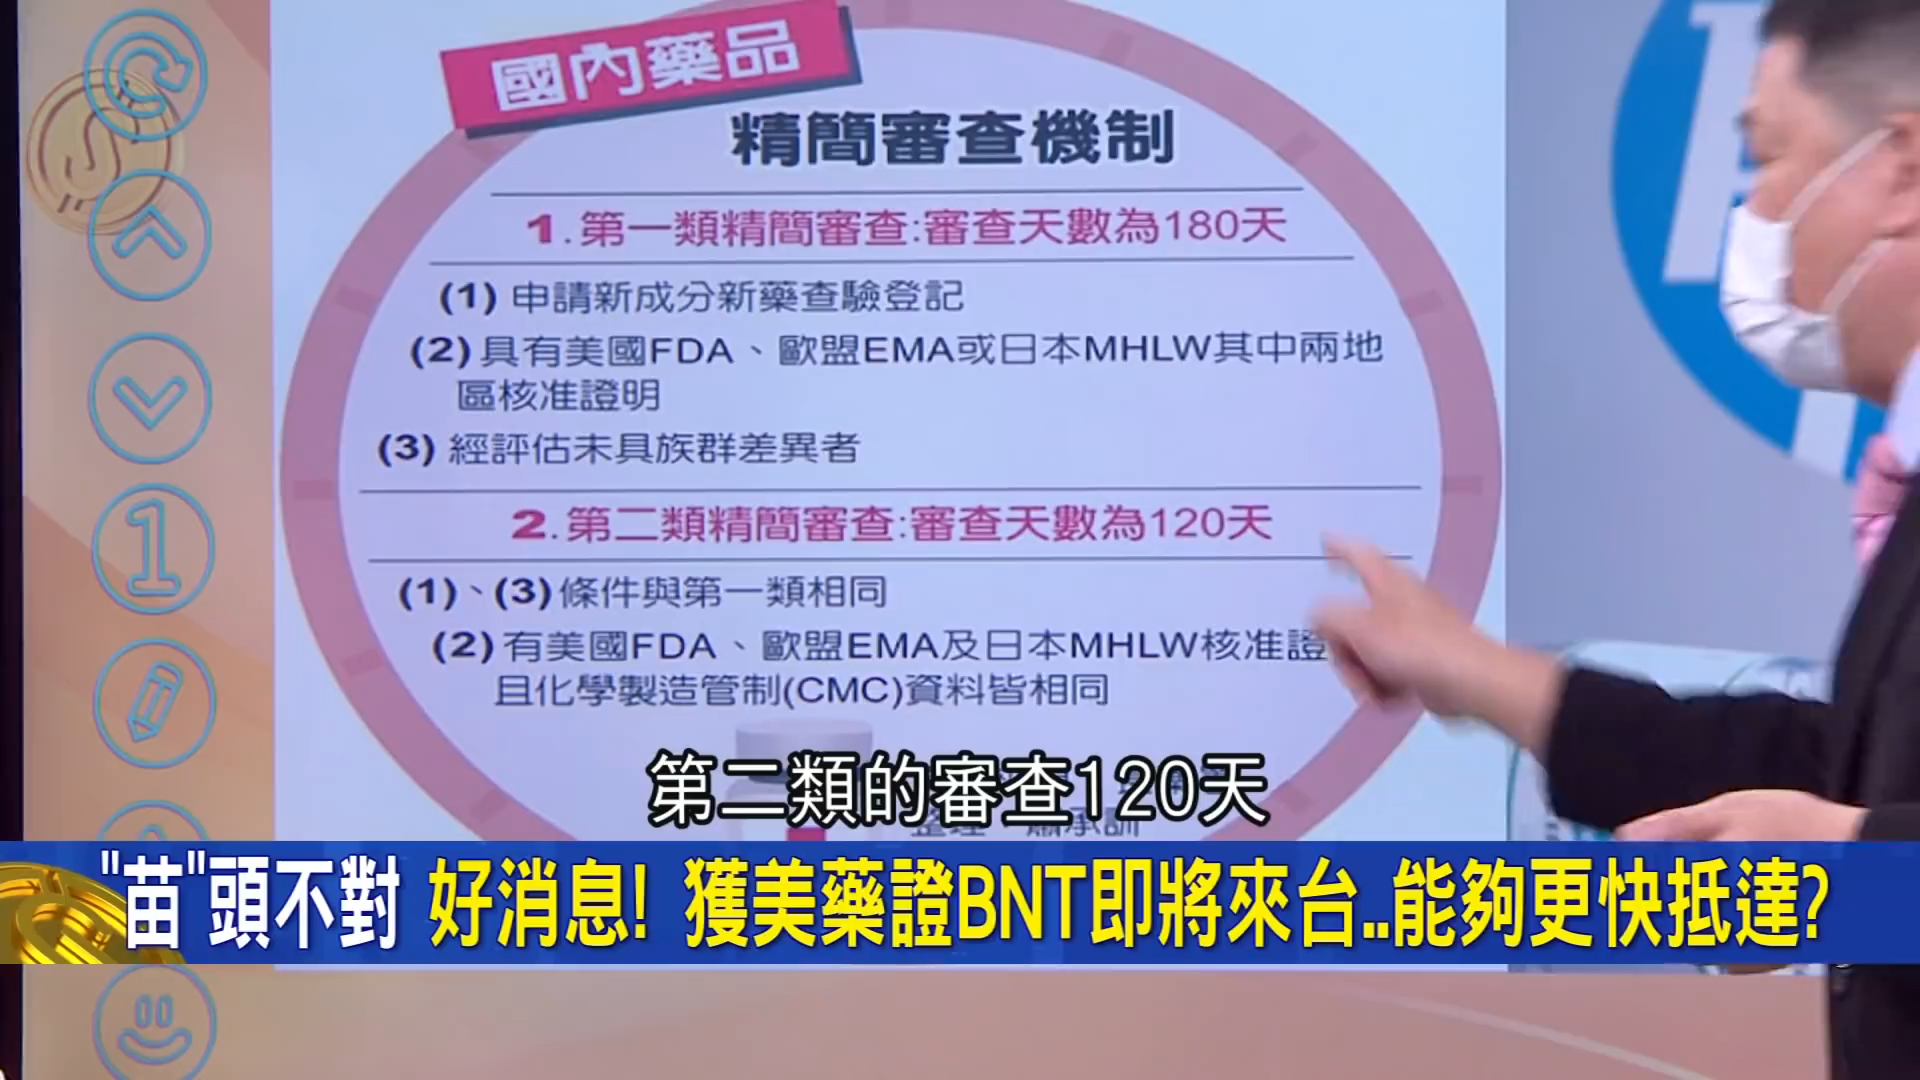 國內藥品
精簡審查機制
1.第一類精簡審查:審查天數為180天
(1) 申請新成分新藥查驗登記
(2) 具有美國FDA、歐盟EMA或日本MHLW其中兩地
區核准證明
(3) 經評估未具族群差異者
2.第二類精簡審查:審查天數為120天
(1)、(3)條件與第一類相同
(2) 有美國FDA、歐盟EMA及日本MHLW核准證
且化學製造管制(CMC)資料皆相同
第二類的審查120天
"苗"頭不對 好消息! 獲美藥證BNT即將來台..能夠更快抵達?
1